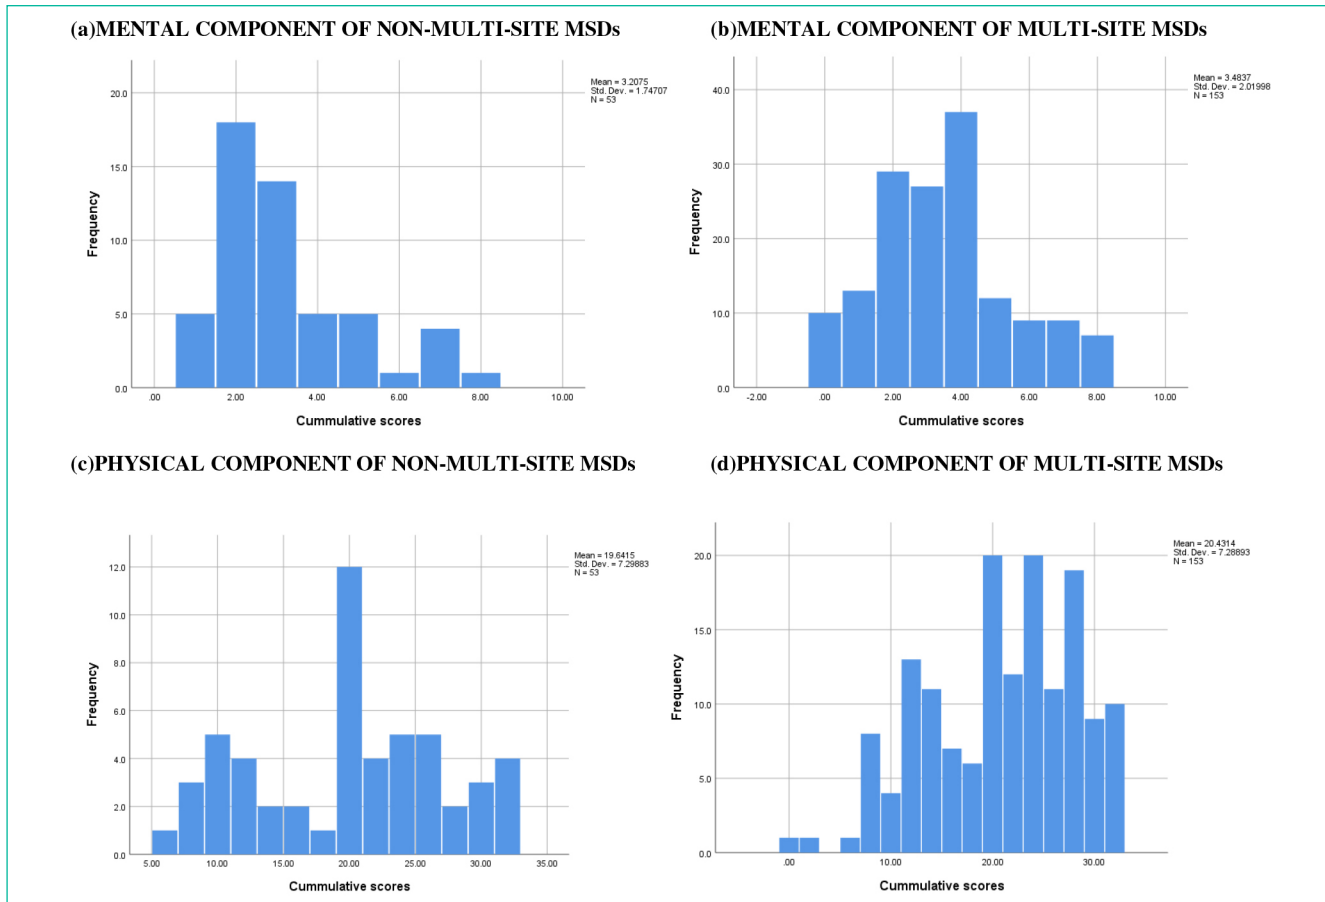 (a)MENTAL COMPONENT OF NON-MULTI-SITE MSDs
Mean = 3.2075
Std. Dev. = 1.74707
N = 53
20.0
15.0
10.0
5.0
0.0
Frequency
.00 2.00 4.00 6.00 8.00 10.00
Cummulative scores
(b)MENTAL COMPONENT OF MULTI-SITE MSDs
Mean = 3.4837
Std. Dev. = 2.01998
N = 153
40.0
30.0
20.0
10.0
0.0
Frequency
-2.00 .00 2.00 4.00 6.00 8.00 10.00
Cummulative scores
(c)PHYSICAL COMPONENT OF NON-MULTI-SITE MSDs
Mean = 19.6415
Std. Dev. = 7.29883
N = 53
12.0
10.0
8.0
6.0
4.0
2.0
0.0
Frequency
5.00 10.00 15.00 20.00 25.00 30.00 35.00
Cummulative scores
(d)PHYSICAL COMPONENT OF MULTI-SITE MSDs
Mean = 20.4314
Std. Dev. = 7.28893
N = 153
20.0
15.0
10.0
5.0
0.0
Frequency
.00 10.00 20.00 30.00
Cummulative scores